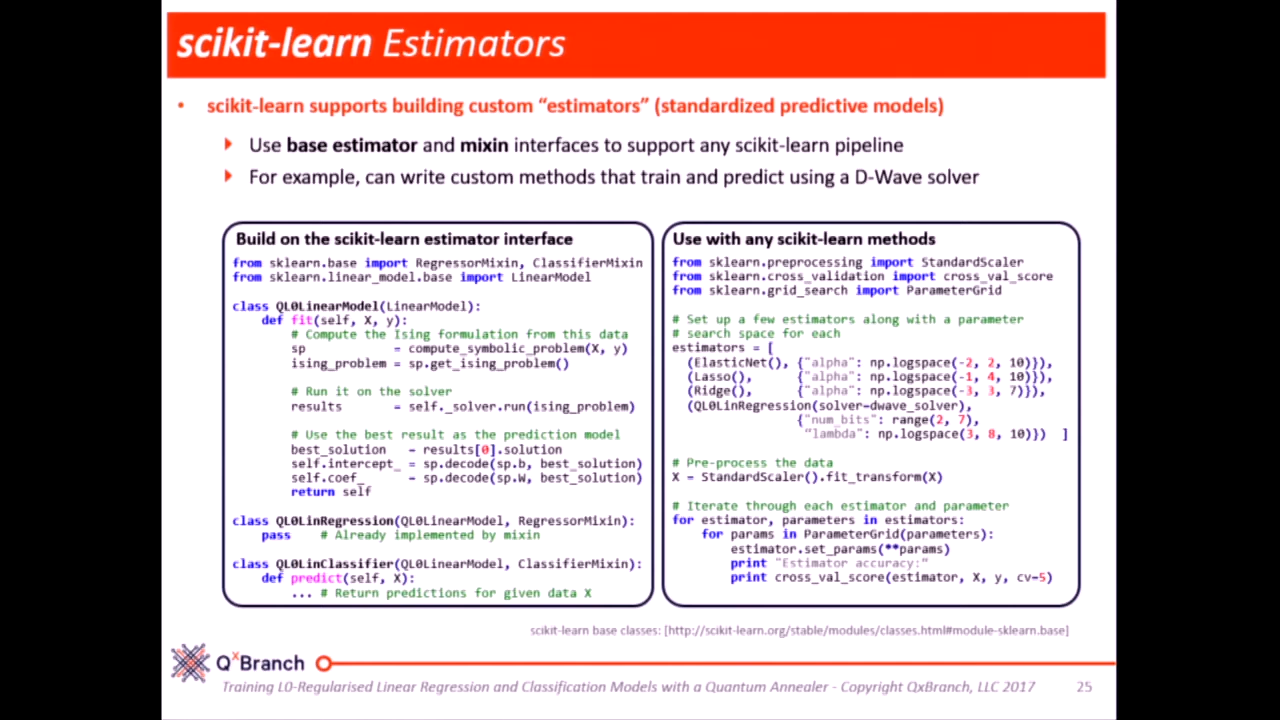 scikit-learn Estimators
• scikit-learn supports building custom “estimators” (standardized predictive models)
Use base estimator and mixin interfaces to support any scikit-learn pipeline
For example, can write custom methods that train and predict using a D-Wave solver
Build on the scikit-learn estimator interface
from sklearn.base import RegressorMixin, ClassifierMixin
from sklearn.linear_model.base import LinearModel
class QL0LinearModel(LinearModel):
def fit(self, X, y):
# Compute the Ising formulation from this data
sp = compute_symbolic_problem(X, y)
ising_problem = sp.get_ising_problem()
# Run it on the solver
results = self._solver.run(ising_problem)
# Use the best result as the prediction model
best_solution = results[0].solution
self.intercept_ = sp.decode(sp.b, best_solution)
self.coef_ = sp.decode(sp.W, best_solution)
return self
class QL0LinRegression(QL0LinearModel, RegressorMixin):
pass # Already implemented by mixin
class QL0LinClassifier(QL0LinearModel, ClassifierMixin):
def predict(self, X):
... # Return predictions for given data X
Use with any scikit-learn methods
from sklearn.preprocessing import StandardScaler
from sklearn.cross_validation import cross_val_score
from sklearn.grid_search import ParameterGrid
# Set up a few estimators along with a parameter
# search space for each
estimators = [
(ElasticNet(), {"alpha": np.logspace(-2, 2, 10)}),
(Lasso(), {"alpha": np.logspace(-1, 4, 10)}),
(Ridge(), {"alpha": np.logspace(-3, 3, 7)}),
(QL0LinRegression(solver=dwave_solver),
{"num_bits": range(2, 7),
"lambda": np.logspace(3, 8, 10)}) ]
# Pre-process the data
X = StandardScaler().fit_transform(X)
# Iterate through each estimator and parameter
for estimator, parameters in estimators:
for params in ParameterGrid(parameters):
estimator.set_params(**params)
print "Estimator accuracy:"
print cross_val_score(estimator, X, y, cv=5)
scikit-learn base classes: [http://scikit-learn.org/stable/modules/classes.html#module-sklearn.base]
QxBranch
Training L0-Regularised Linear Regression and Classification Models with a Quantum Annealer - Copyright QxBranch, LLC 2017 25